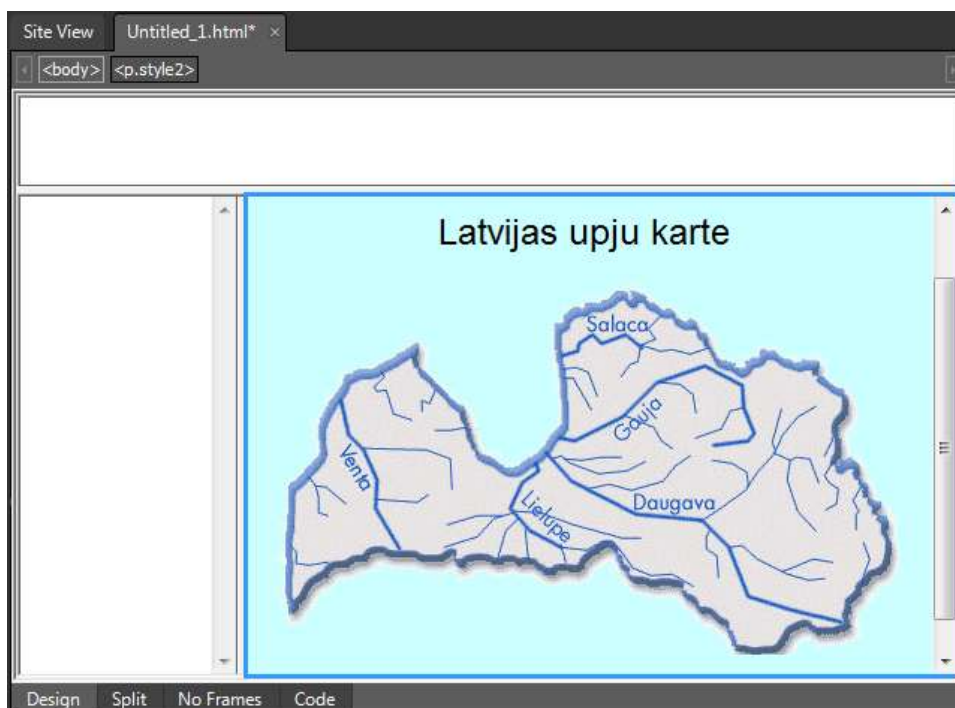 Site View Untitled_1.html* ×
<body> <p.style2>
Latvijas upju karte
Salaca
Gauja
Venta
Daugava
Lielupe
Design Split No Frames Code